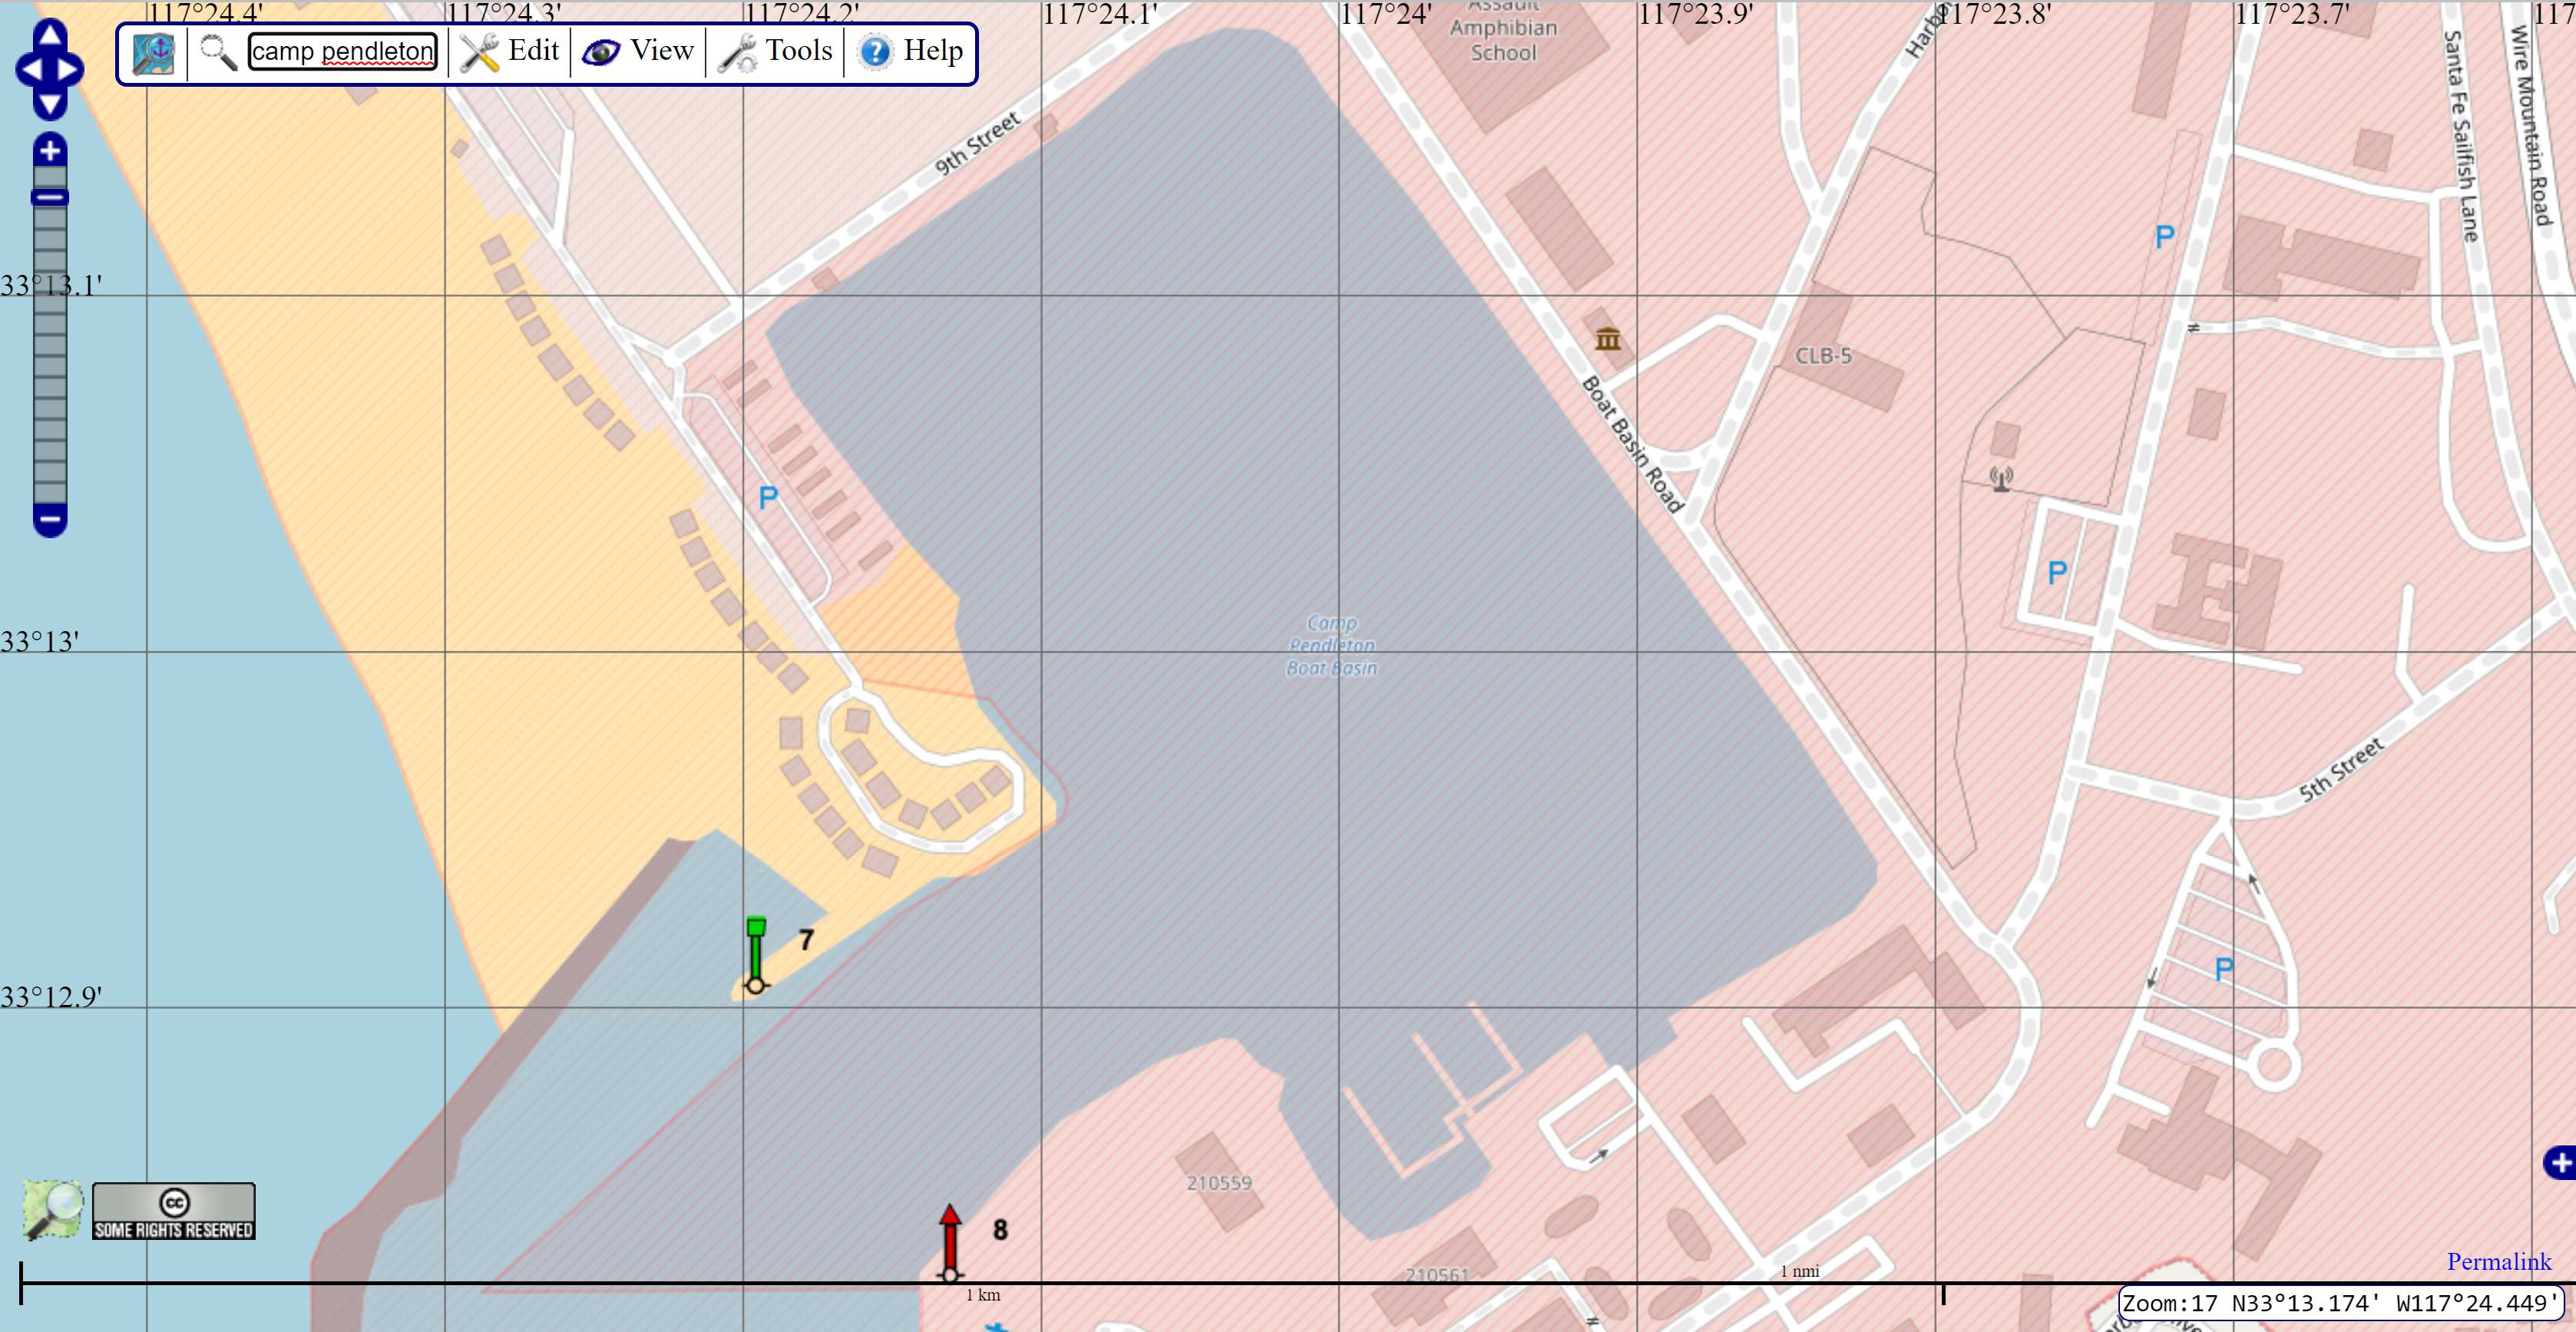 117°24.4'
117°24.3'
117°24.2'
117°24.1'
117°24'
117°23.9'
117°23.8'
117°23.7'
117
camp pendleton
Edit
View
Tools
Help
Assault
Amphibian
School
Santa Fe Sailfish Lane
Wire Mountain Road
9th Street
P
33°13.1'
CLB-5
Boat Basin Road
P
P
Camp
Pendleton
Boat Basin
33°13'
5th Street
7
P
33°12.9'
210559
8
210561
CC
SOME RIGHTS RESERVED
Permalink
1 nmi
1 km
Zoom:17 N33°13.174' W117°24.449'